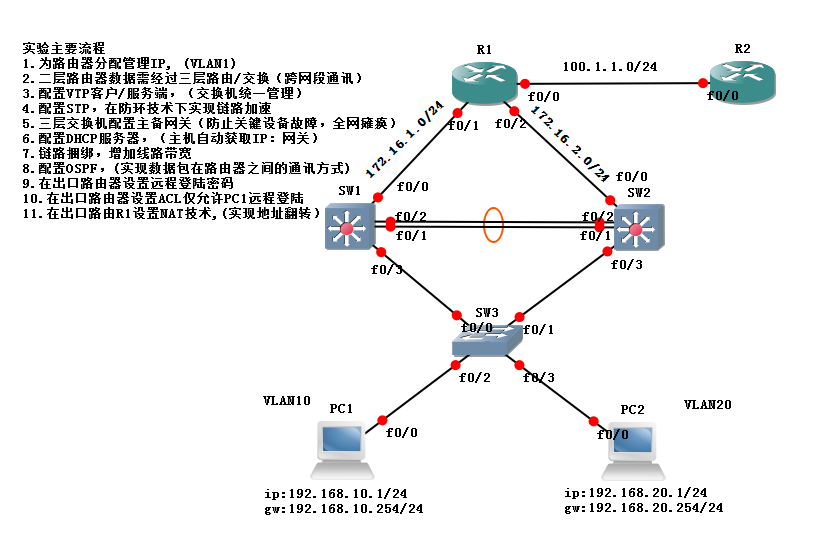 实验主要流程
1.为路由器分配管理IP, (VLAN1)
2.二层路由器数据需经过三层路由/交换（跨网段通讯）
3.配置VTP客户/服务端，（交换机统一管理）
4.配置STP，在防环技术下实现链路加速
5.三层交换机配置主备网关（防止关键设备故障，全网瘫痪）
6.配置DHCP服务器，（主机自动获取IP：网关）
7.链路捆绑，增加线路带宽
8.配置OSPF，(实现数据包在路由器之间的通讯方式)
9.在出口路由器设置远程登陆密码
10.在出口路由器设置ACL仅允许PC1远程登陆
11.在出口路由R1设置NAT技术,(实现地址翻转）
R1
R2
100.1.1.0/24
f0/0
f0/0
f0/1
f0/2
172.16.1.0/24
172.16.2.0/24
f0/0
f0/0
SW1
SW2
f0/2
f0/2
f0/1
f0/1
f0/3
f0/3
SW3
f0/0
f0/1
f0/2
f0/3
VLAN10
PC1
PC2
VLAN20
f0/0
f0/0
ip:192.168.10.1/24
gw:192.168.10.254/24
ip:192.168.20.1/24
gw:192.168.20.254/24